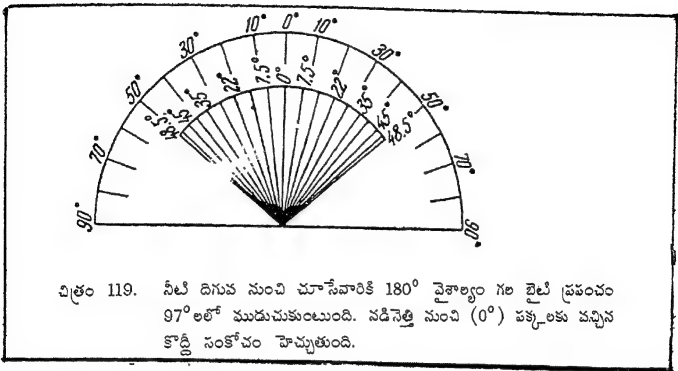 10° 0° 10°
30° 30°
50° 50°
70° 70°
90° 90°
48.5° 45° 35° 22° 7.5° 0° 7.5° 22° 35° 45° 48.5°
చిత్రం 119. నీటి దిగువ నుంచి చూసేవారికి 180° వైశాల్యం గల బైటి ప్రపంచం
97°లలో ముడుచుకుంటుంది. నడినెత్తి నుంచి (0°) పక్కలకు వచ్చిన
కొద్దీ సంకోచం హెచ్చుతుంది.